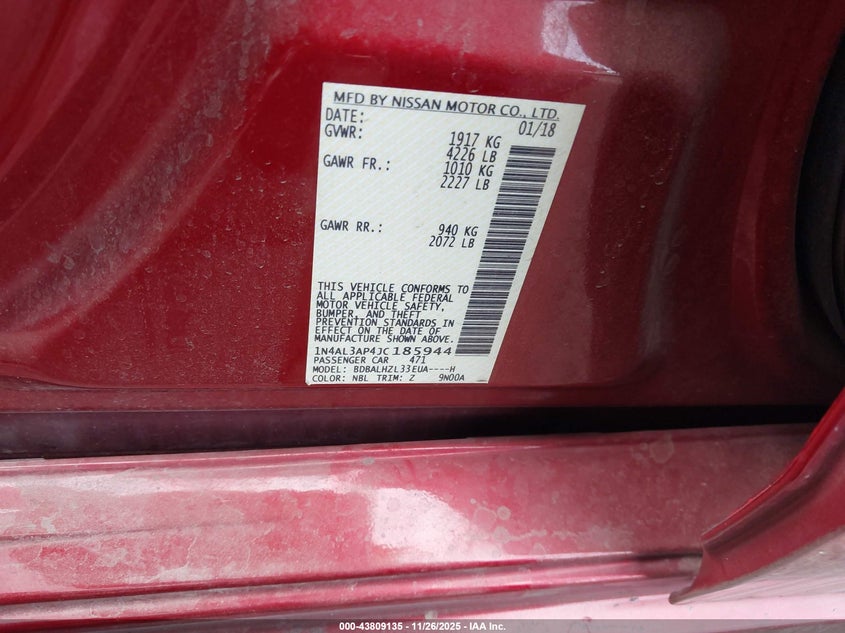 MFD BY NISSAN MOTOR CO., LTD.
DATE: 01/18
GVWR: 1917 KG
4226 LB
GAWR FR.: 1010 KG
2227 LB
GAWR RR.: 940 KG
2072 LB
THIS VEHICLE CONFORMS TO
ALL APPLICABLE FEDERAL
MOTOR VEHICLE SAFETY,
BUMPER, AND THEFT
PREVENTION STANDARDS IN
EFFECT ON THE DATE OF
MANUFACTURE SHOWN ABOVE.
1N4AL3AP4JC185944
PASSENGER CAR 471
MODEL: BDBALHZL33EUA----H
COLOR: NBL TRIM: Z 9N00A
000-43809135 - 11/26/2025 - IAA Inc.